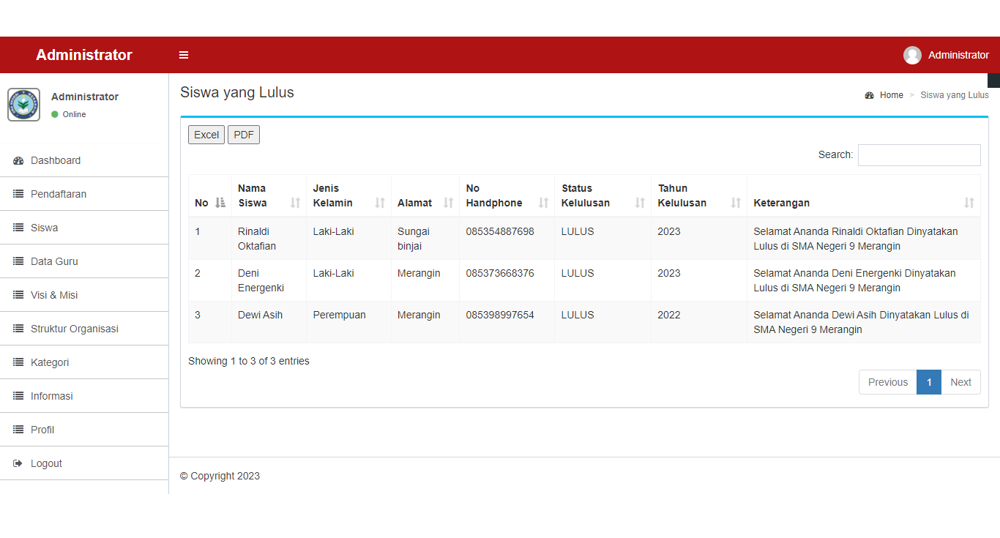 Administrator
Administrator
Administrator
Online
Siswa yang Lulus
Home > Siswa yang Lulus
Dashboard
Pendaftaran
Siswa
Data Guru
Visi & Misi
Struktur Organisasi
Kategori
Informasi
Profil
Logout
Excel PDF
Search:
No Nama Siswa Jenis Kelamin Alamat No Handphone Status Kelulusan Tahun Kelulusan Keterangan
1 Rinaldi Oktafian Laki-Laki Sungai binjai 085354887698 LULUS 2023 Selamat Ananda Rinaldi Oktafian Dinyatakan Lulus di SMA Negeri 9 Merangin
2 Deni Energenki Laki-Laki Merangin 085373668376 LULUS 2023 Selamat Ananda Deni Energenki Dinyatakan Lulus di SMA Negeri 9 Merangin
3 Dewi Asih Perempuan Merangin 085398997654 LULUS 2022 Selamat Ananda Dewi Asih Dinyatakan Lulus di SMA Negeri 9 Merangin
Showing 1 to 3 of 3 entries
Previous 1 Next
© Copyright 2023